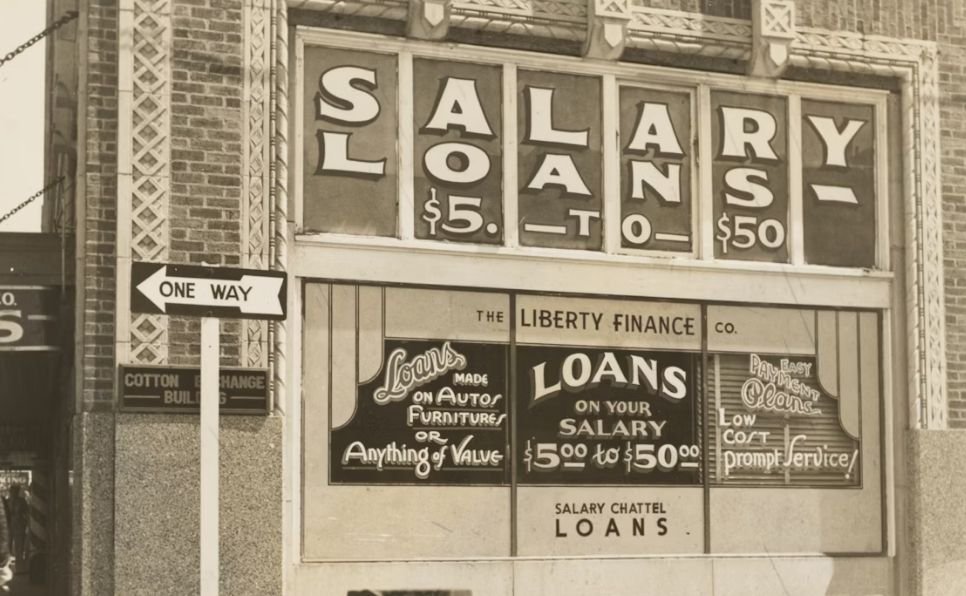 SALARY
LOANS –
$5. – TO – $50
ONE WAY
COTTON EXCHANGE
BUILDING
THE LIBERTY FINANCE CO.
Loans
MADE
ON AUTOS
FURNITURES
OR
Anything of VALUE
LOANS
ON YOUR
SALARY
$5.00 to $50.00
EASY
PAYMENT
Plans
LOW
COST
prompt Service!
SALARY CHATTEL
LOANS
O.
S